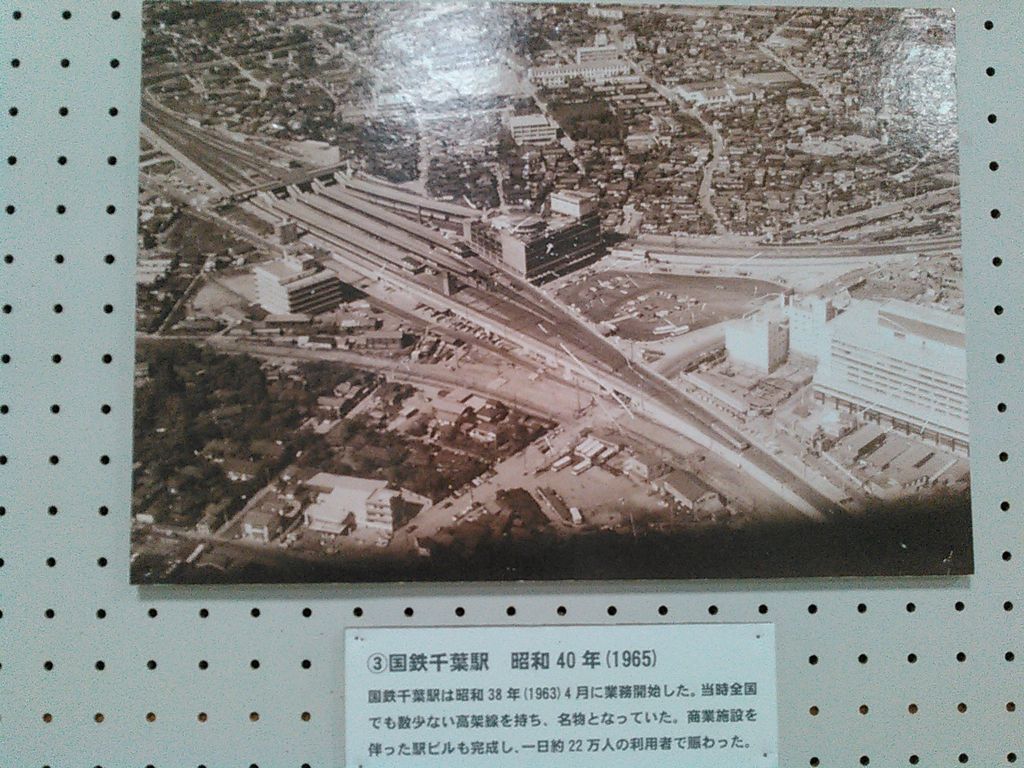 ③国鉄千葉駅　昭和 40 年(1965)
国鉄千葉駅は昭和 38 年(1963)4 月に業務開始した。当時全国
でも数少ない高架線を持ち、名物となっていた。商業施設を
伴った駅ビルも完成し、一日約 22 万人の利用者で賑わった。